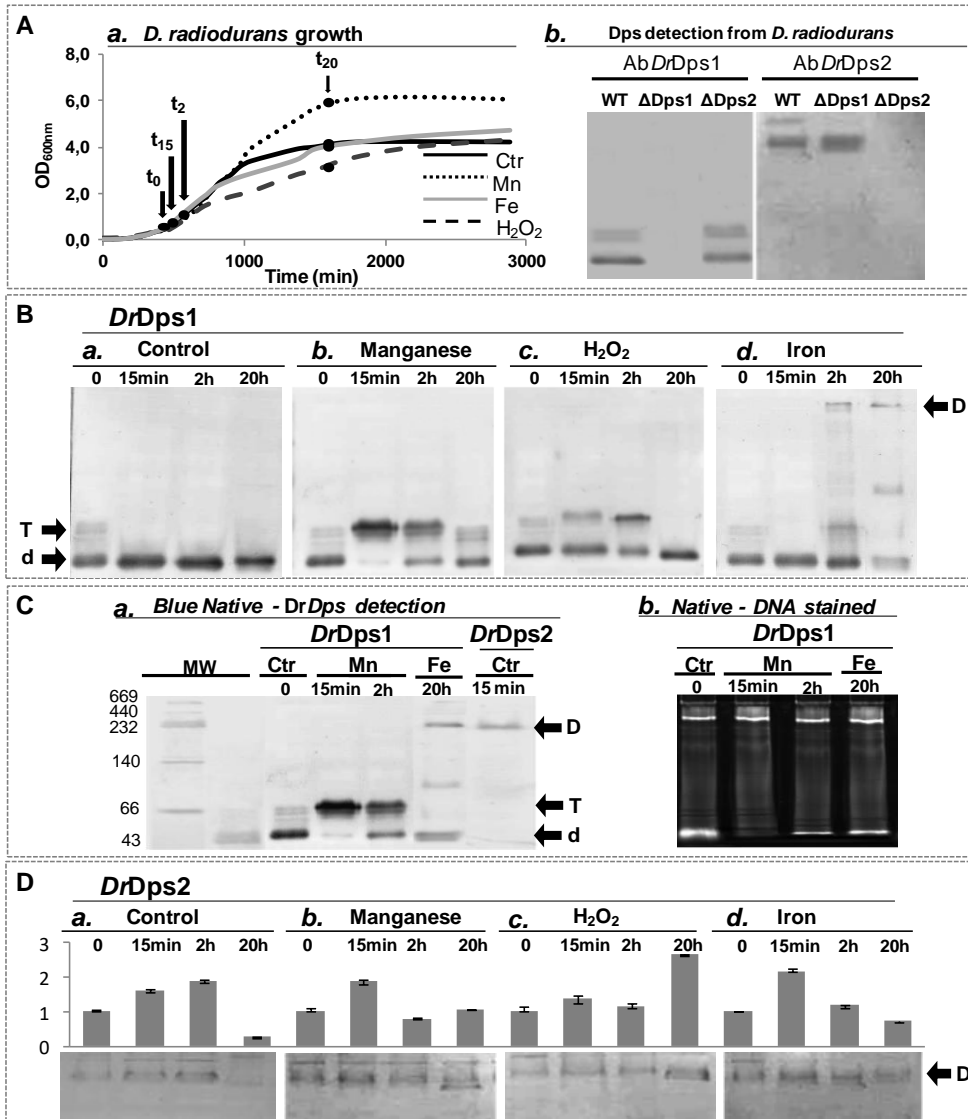 A
a. D. radiodurans growth
OD600nm
8,0
6,0
4,0
2,0
0,0
t0
t15
t2
t20
Ctr
Mn
Fe
H2O2
0 1000 2000 3000
Time (min)
b. Dps detection from D. radiodurans
Ab DrDps1 Ab DrDps2
WT ΔDps1 ΔDps2 WT ΔDps1 ΔDps2
B
DrDps1
a. Control b. Manganese c. H2O2 d. Iron
0 15min 2h 20h 0 15min 2h 20h 0 15min 2h 20h 0 15min 2h 20h
D
T
d
C
a. Blue Native - DrDps detection
DrDps1 DrDps2
MW Ctr Mn Fe Ctr
0 15min 2h 20h 15 min
669
440
232
140
66
43
D
T
d
b. Native - DNA stained
DrDps1
Ctr Mn Fe
0 15min 2h 20h
D
DrDps2
a. Control b. Manganese c. H2O2 d. Iron
0 15min 2h 20h 0 15min 2h 20h 0 15min 2h 20h 0 15min 2h 20h
3
2
1
0
D